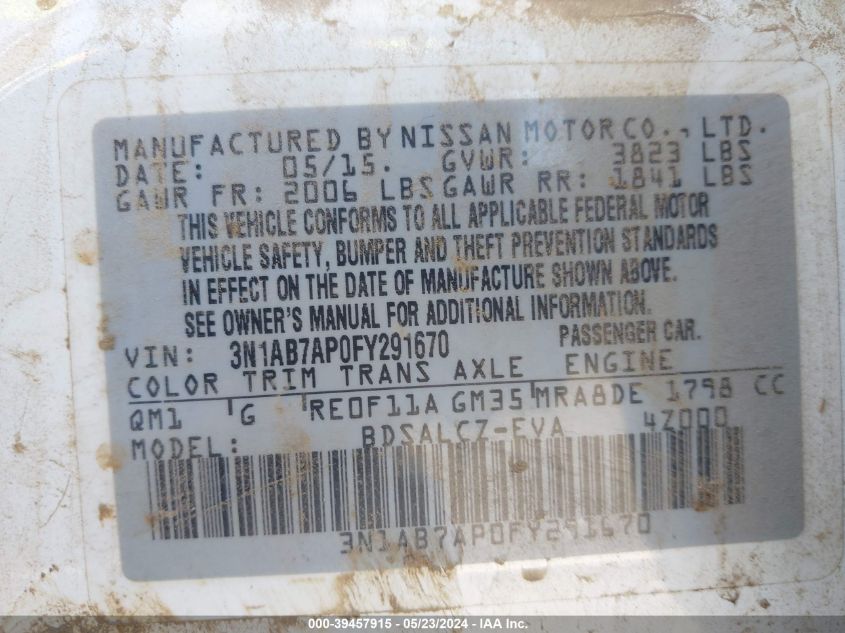 MANUFACTURED BY NISSAN MOTOR CO., LTD.
DATE: 05/15. GVWR: 3823 LBS
GAWR FR: 2006 LBS GAWR RR: 1841 LBS
THIS VEHICLE CONFORMS TO ALL APPLICABLE FEDERAL MOTOR
VEHICLE SAFETY, BUMPER AND THEFT PREVENTION STANDARDS
IN EFFECT ON THE DATE OF MANUFACTURE SHOWN ABOVE.
SEE OWNER'S MANUAL FOR ADDITIONAL INFORMATION.
VIN: 3N1AB7AP0FY291670 PASSENGER CAR.
COLOR TRIM TRANS AXLE ENGINE
QM1 G RE0F11A GM35 MRA8DE 1798 CC
MODEL: BDSALCZ-EVA 4Z000
3N1AB7AP0FY291670
000-39457915 - 05/23/2024 - IAA Inc.